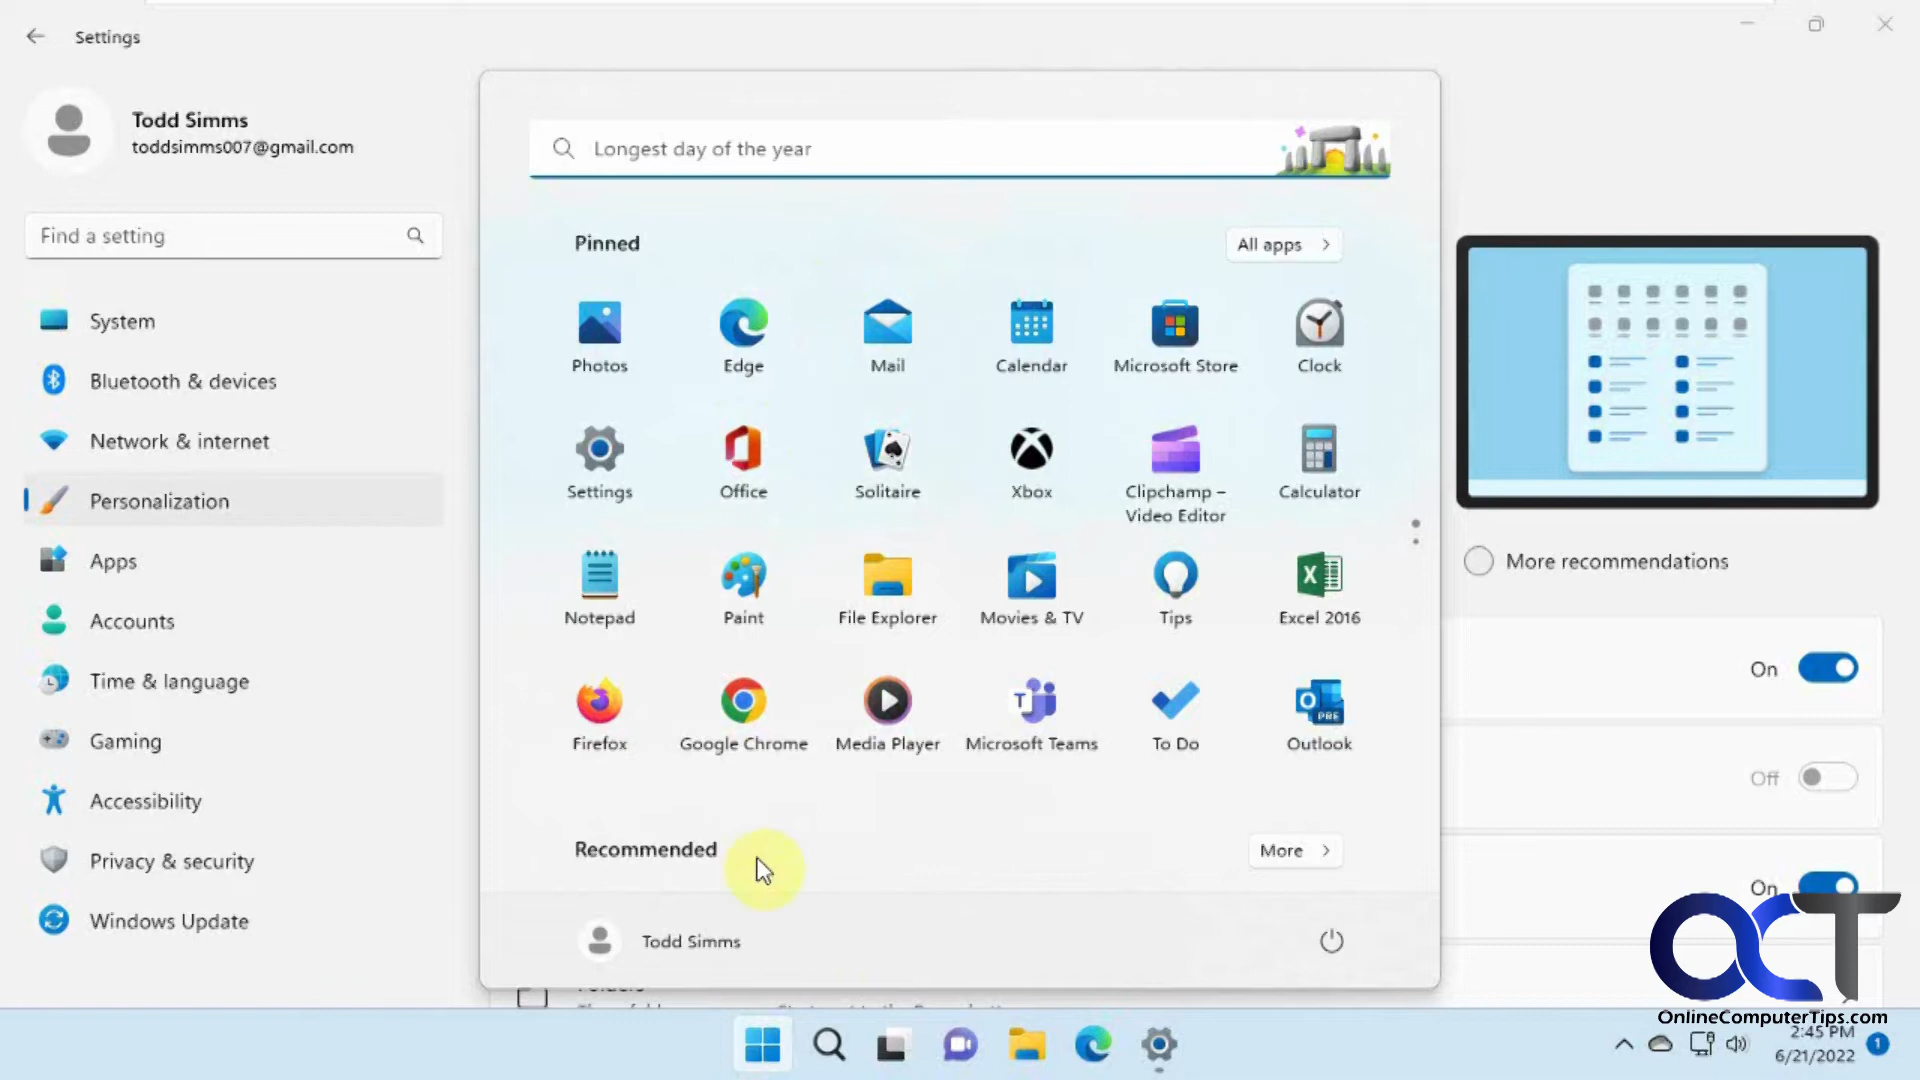 Settings
Todd Simms
toddsimms007@gmail.com
Find a setting
System
Bluetooth & devices
Network & internet
Personalization
Apps
Accounts
Time & language
Gaming
Accessibility
Privacy & security
Windows Update
Longest day of the year
Pinned
All apps
Photos
Edge
Mail
Calendar
Microsoft Store
Clock
Settings
Office
Solitaire
Xbox
Clipchamp –
Video Editor
Calculator
Notepad
Paint
File Explorer
Movies & TV
Tips
Excel 2016
Firefox
Google Chrome
Media Player
Microsoft Teams
To Do
Outlook
Recommended
More
Todd Simms
More recommendations
On
Off
On
OCT
OnlineComputerTips.com
2:45 PM
6/21/2022
1